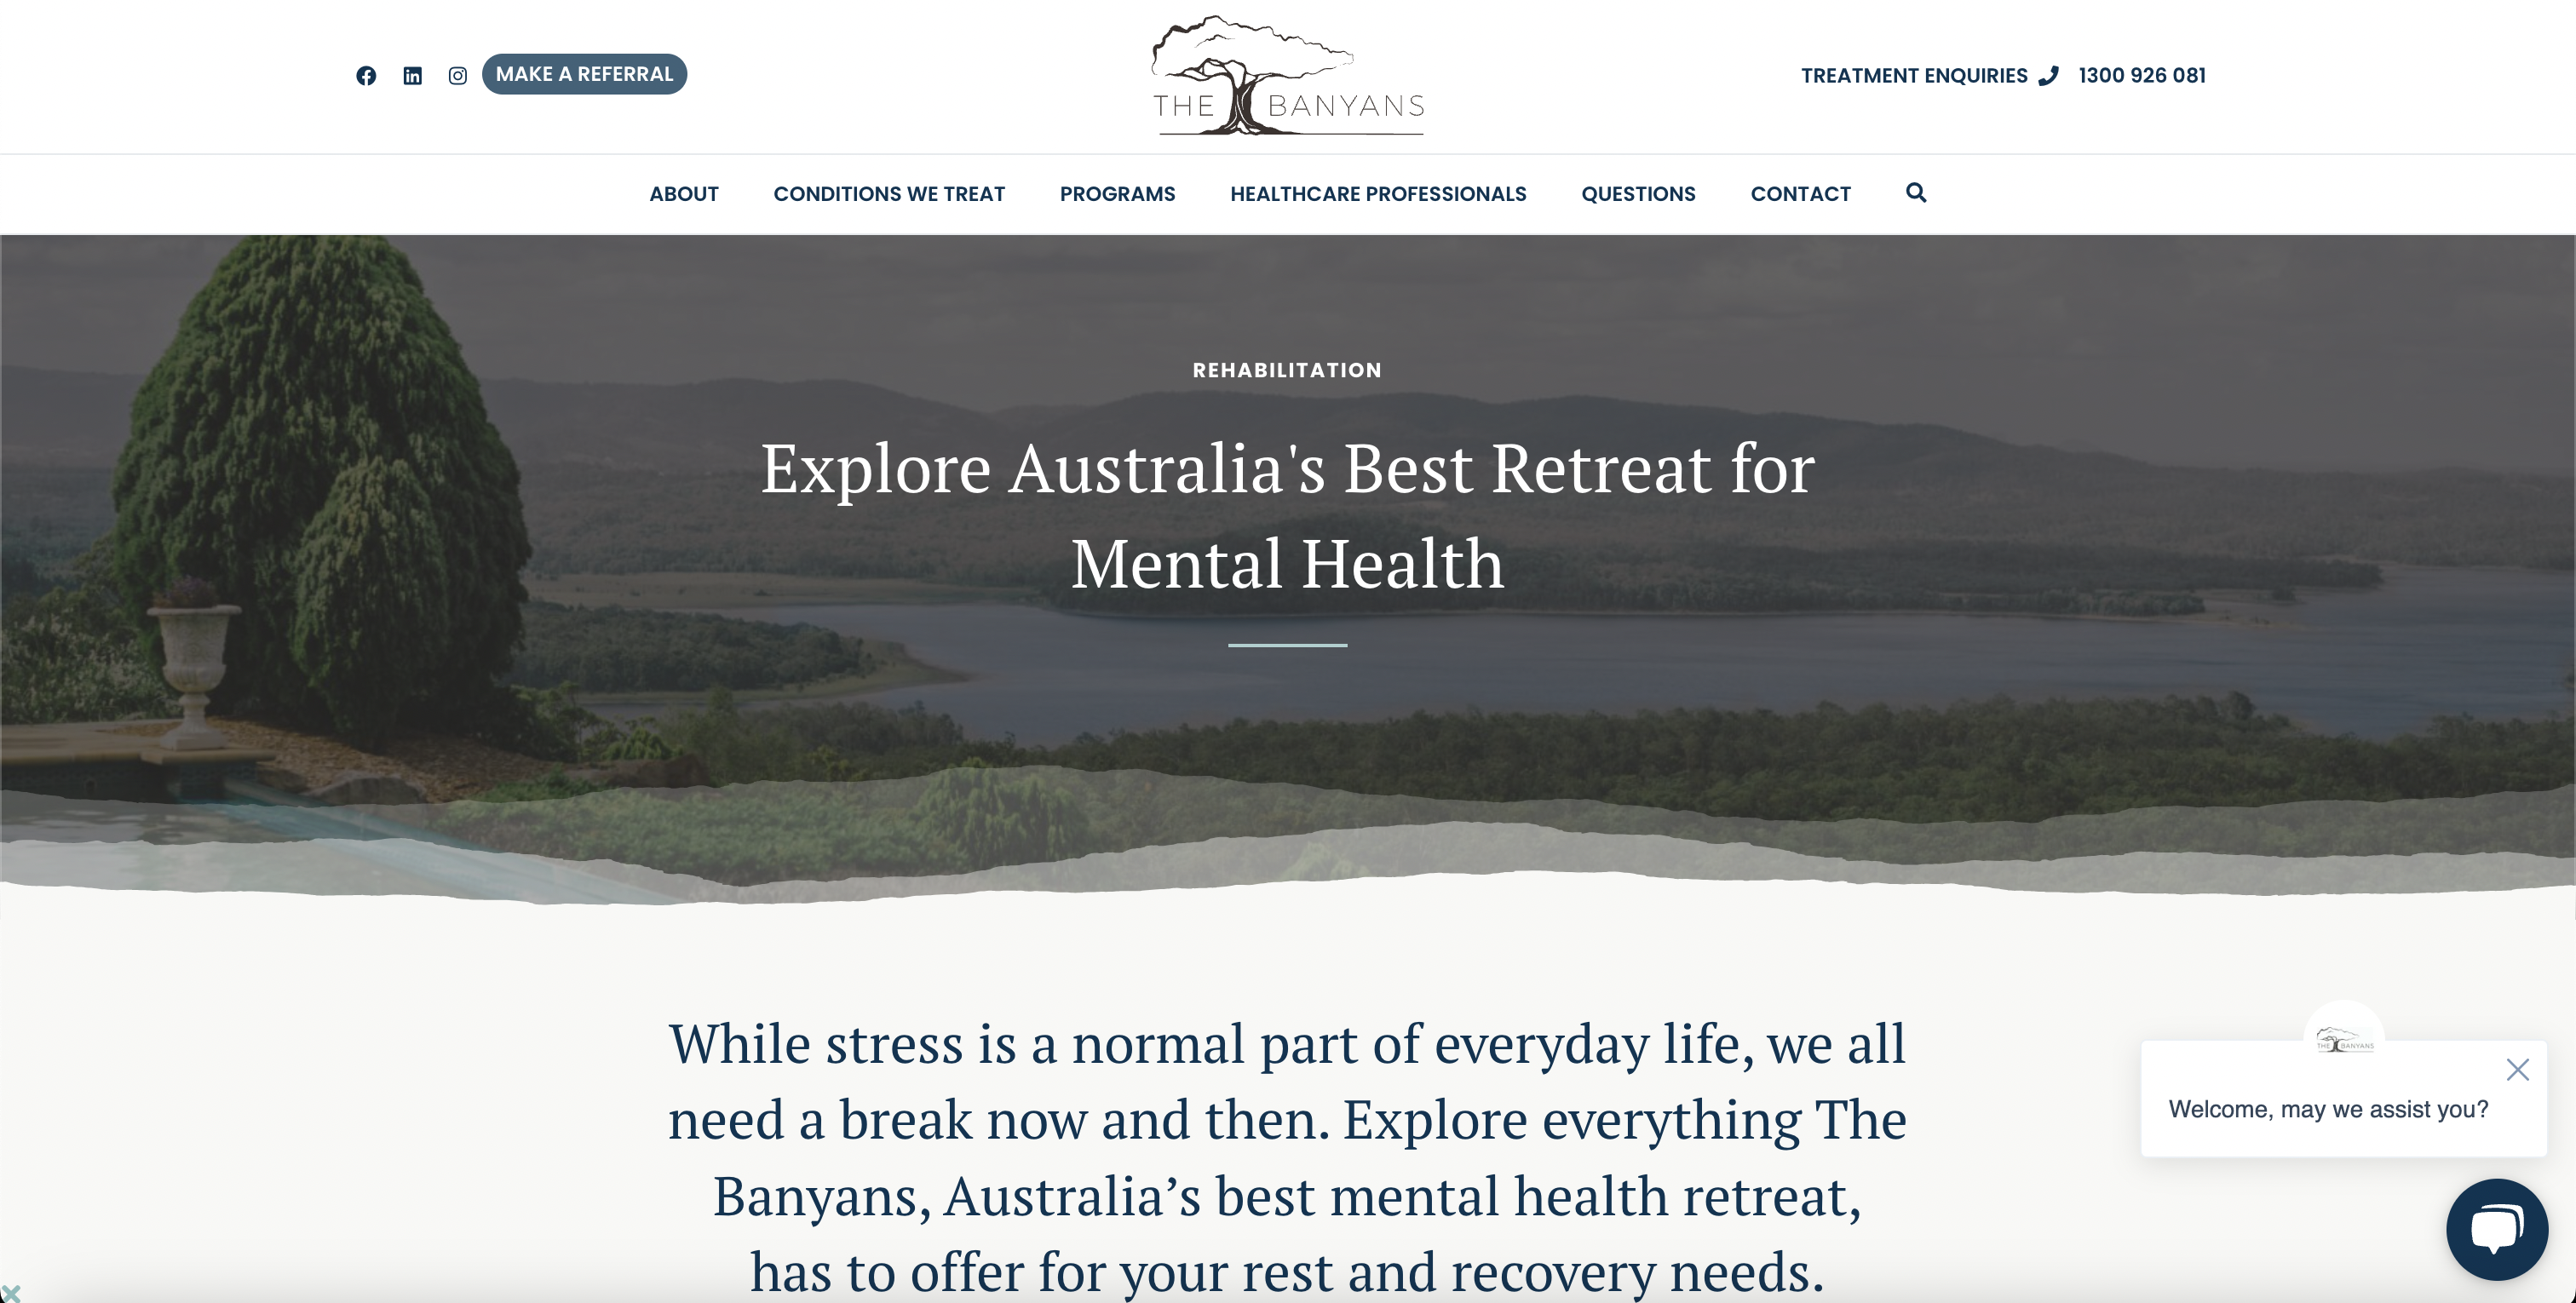 MAKE A REFERRAL
THE BANYANS
TREATMENT ENQUIRIES 1300 926 081
ABOUT CONDITIONS WE TREAT PROGRAMS HEALTHCARE PROFESSIONALS QUESTIONS CONTACT
REHABILITATION
Explore Australia's Best Retreat for
Mental Health
While stress is a normal part of everyday life, we all
need a break now and then. Explore everything The
Banyans, Australia’s best mental health retreat,
has to offer for your rest and recovery needs.
THE BANYANS
Welcome, may we assist you?